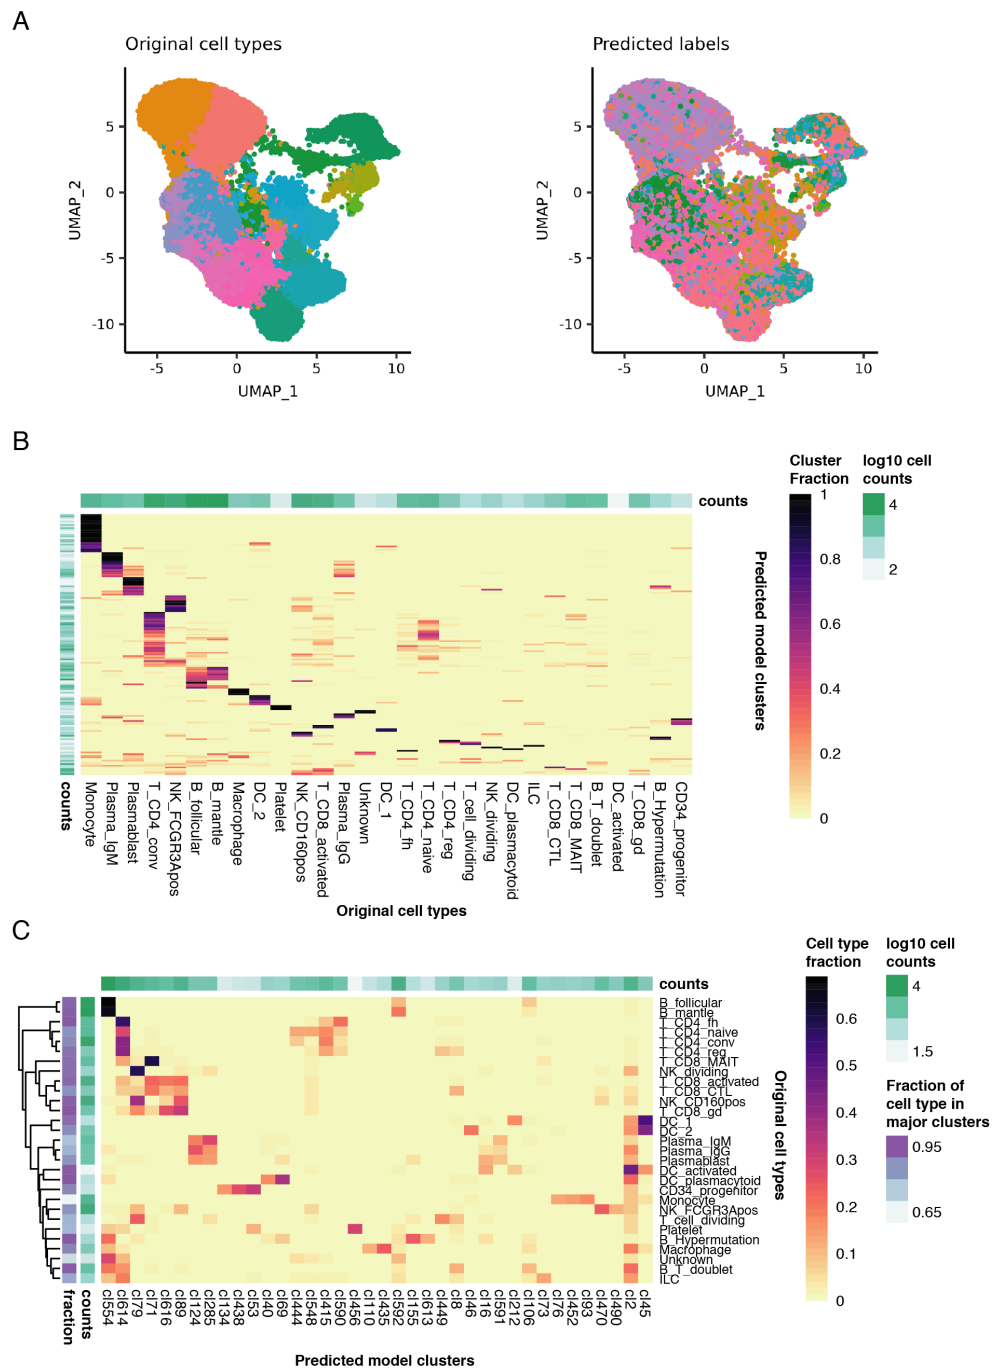 A
Original cell types
Predicted labels
5
0
-5
-10
UMAP_2
-5
0
5
10
UMAP_1
5
0
-5
-10
UMAP_2
-5
0
5
10
UMAP_1
B
Cluster
Fraction
log10 cell
counts
1
0.8
0.6
0.4
0.2
0
4
2
counts
Predicted model clusters
counts
Monocyte
Plasma_IgM
Plasmablast
T_CD4_conv
NK_FCGR3Apos
B_follicular
B_mantle
Macrophage
DC_2
Platelet
NK_CD160pos
T_CD8_activated
Plasma_IgG
Unknown
DC_1
T_CD4_fh
T_CD4_naive
T_CD4_reg
T_cell_dividing
NK_dividing
DC_plasmacytoid
ILC
T_CD8_CTL
T_CD8_MAIT
B_T_doublet
DC_activated
T_CD8_gd
B_Hypermutation
CD34_progenitor
Original cell types
C
Cell type
fraction
log10 cell
counts
0.6
0.5
0.4
0.3
0.2
0.1
0
4
1.5
Fraction of
cell type in
major clusters
0.95
0.65
counts
B_follicular
B_mantle
T_CD4_fh
T_CD4_naive
T_CD4_conv
T_CD4_reg
T_CD8_MAIT
NK_dividing
T_CD8_activated
T_CD8_CTL
NK_CD160pos
T_CD8_gd
DC_1
DC_2
Plasma_IgM
Plasma_IgG
Plasmablast
DC_activated
DC_plasmacytoid
CD34_progenitor
Monocyte
NK_FCGR3Apos
T_cell_dividing
Platelet
B_Hypermutation
Macrophage
Unknown
B_T_doublet
ILC
Original cell types
fraction
counts
cl554
cl614
cl79
cl71
cl616
cl89
cl124
cl285
cl134
cl438
cl53
cl40
cl69
cl444
cl548
cl415
cl590
cl456
cl110
cl435
cl592
cl155
cl613
cl449
cl8
cl46
cl16
cl591
cl212
cl106
cl73
cl76
cl452
cl93
cl470
cl490
cl2
cl45
Predicted model clusters